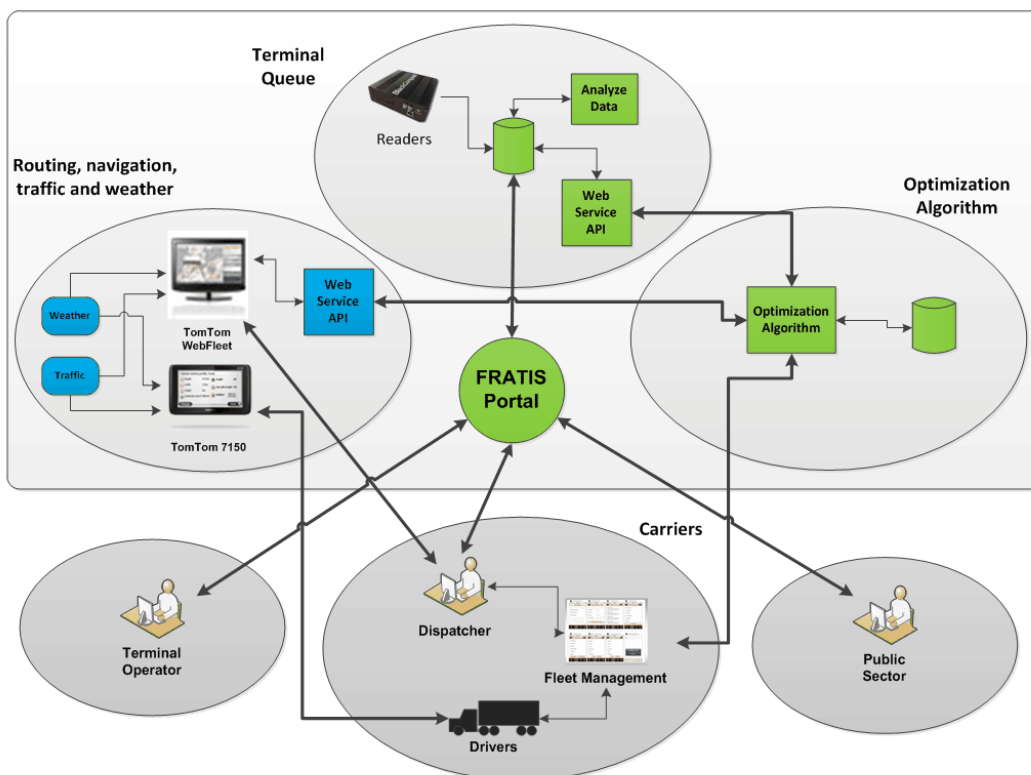 Terminal
Queue
Readers
Analyze
Data
Web
Service
API
Routing, navigation,
traffic and weather
Weather
Traffic
TomTom
WebFleet
Web
Service
API
TomTom 7150
Optimization
Algorithm
Optimization
Algorithm
FRATIS
Portal
Carriers
Terminal
Operator
Dispatcher
Fleet Management
Drivers
Public
Sector